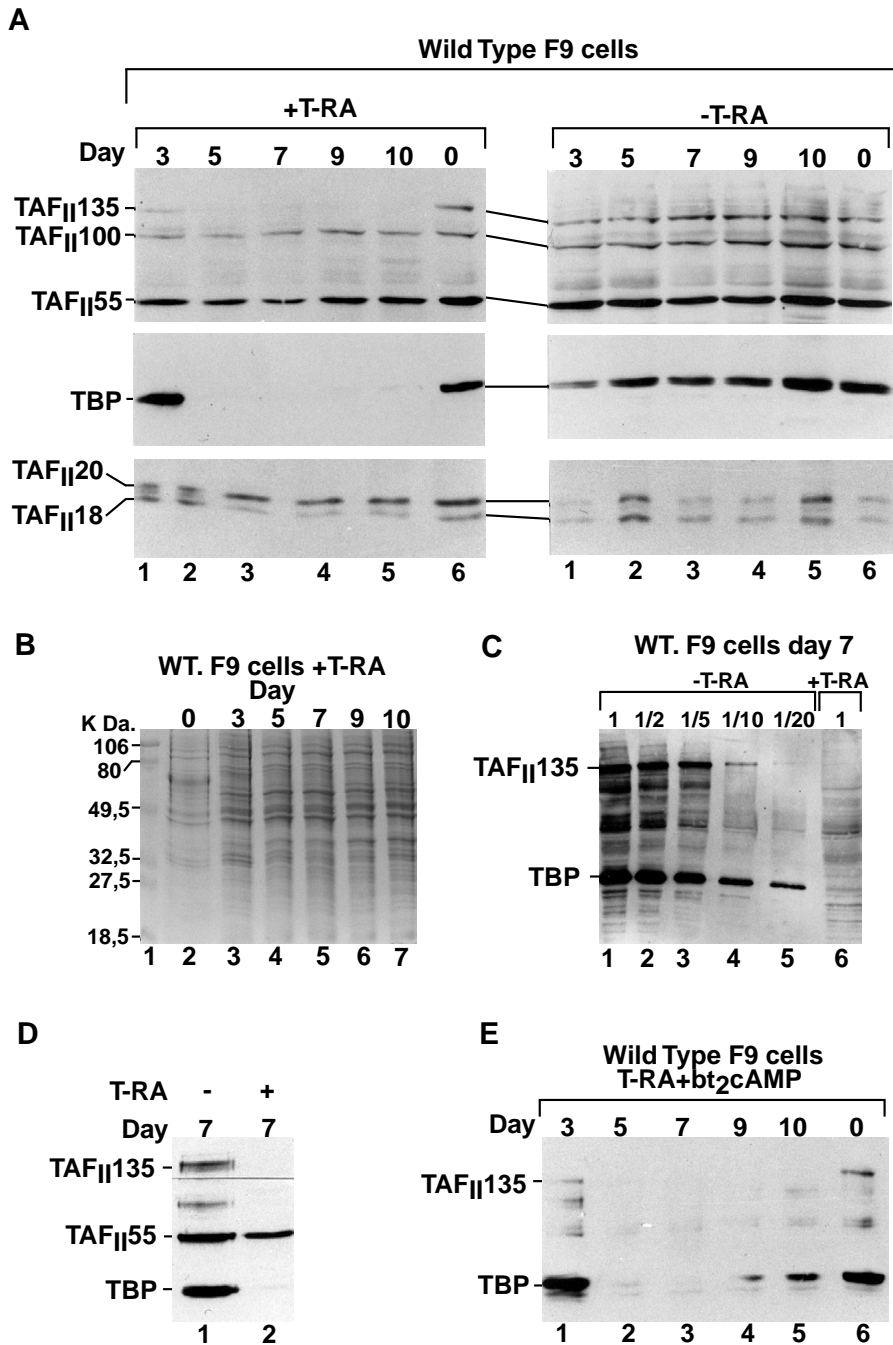 A
Wild Type F9 cells
+T-RA
-T-RA
Day 3 5 7 9 10 0
3 5 7 9 10 0
TAFII135
TAFII100
TAFII55
TBP
TAFII20
TAFII18
1 2 3 4 5 6
1 2 3 4 5 6
B
WT. F9 cells +T-RA
Day
K Da. 0 3 5 7 9 10
106
80
49,5
32,5
27,5
18,5
1 2 3 4 5 6 7
C
WT. F9 cells day 7
-T-RA +T-RA
1 1/2 1/5 1/10 1/20 1
TAFII135
TBP
1 2 3 4 5 6
D
T-RA - +
Day 7 7
TAFII135
TAFII55
TBP
1 2
E
Wild Type F9 cells
T-RA+bt2cAMP
Day 3 5 7 9 10 0
TAFII135
TBP
1 2 3 4 5 6